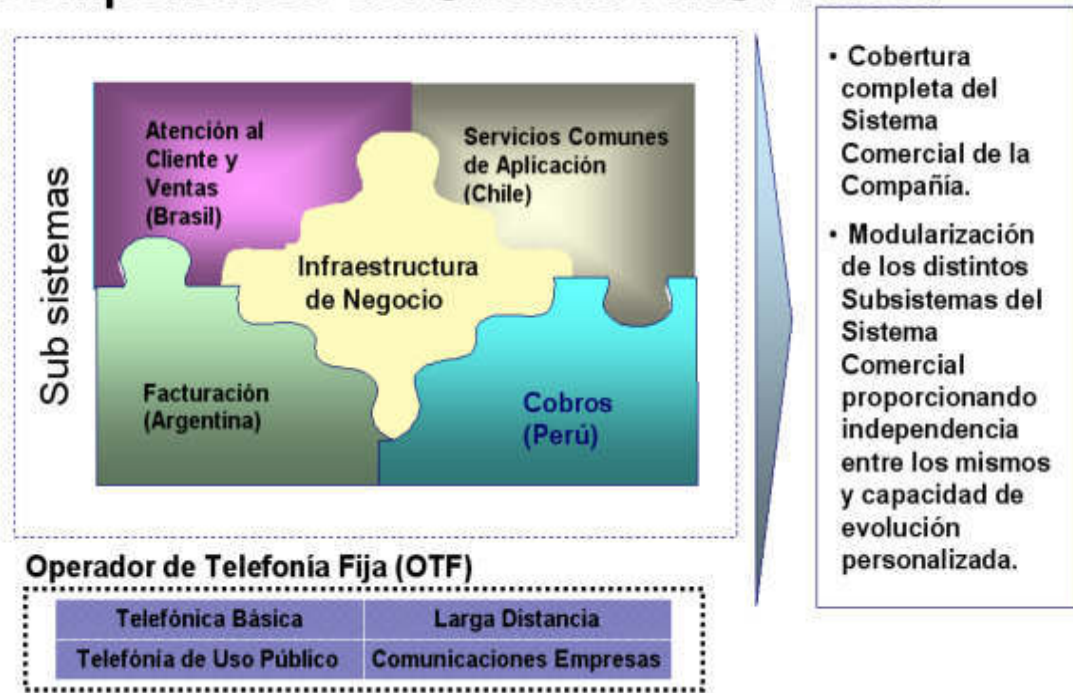 Sub sistemas
Atención al
Cliente y
Ventas
(Brasil)
Servicios Comunes
de Aplicación
(Chile)
Infraestructura
de Negocio
Facturación
(Argentina)
Cobros
(Perú)
Operador de Telefonía Fija (OTF)
Telefónica Básica
Larga Distancia
Telefónía de Uso Público
Comunicaciones Empresas
• Cobertura
completa del
Sistema
Comercial de la
Compañía.
• Modularización
de los distintos
Subsistemas del
Sistema
Comercial
proporcionando
independencia
entre los mismos
y capacidad de
evolución
personalizada.